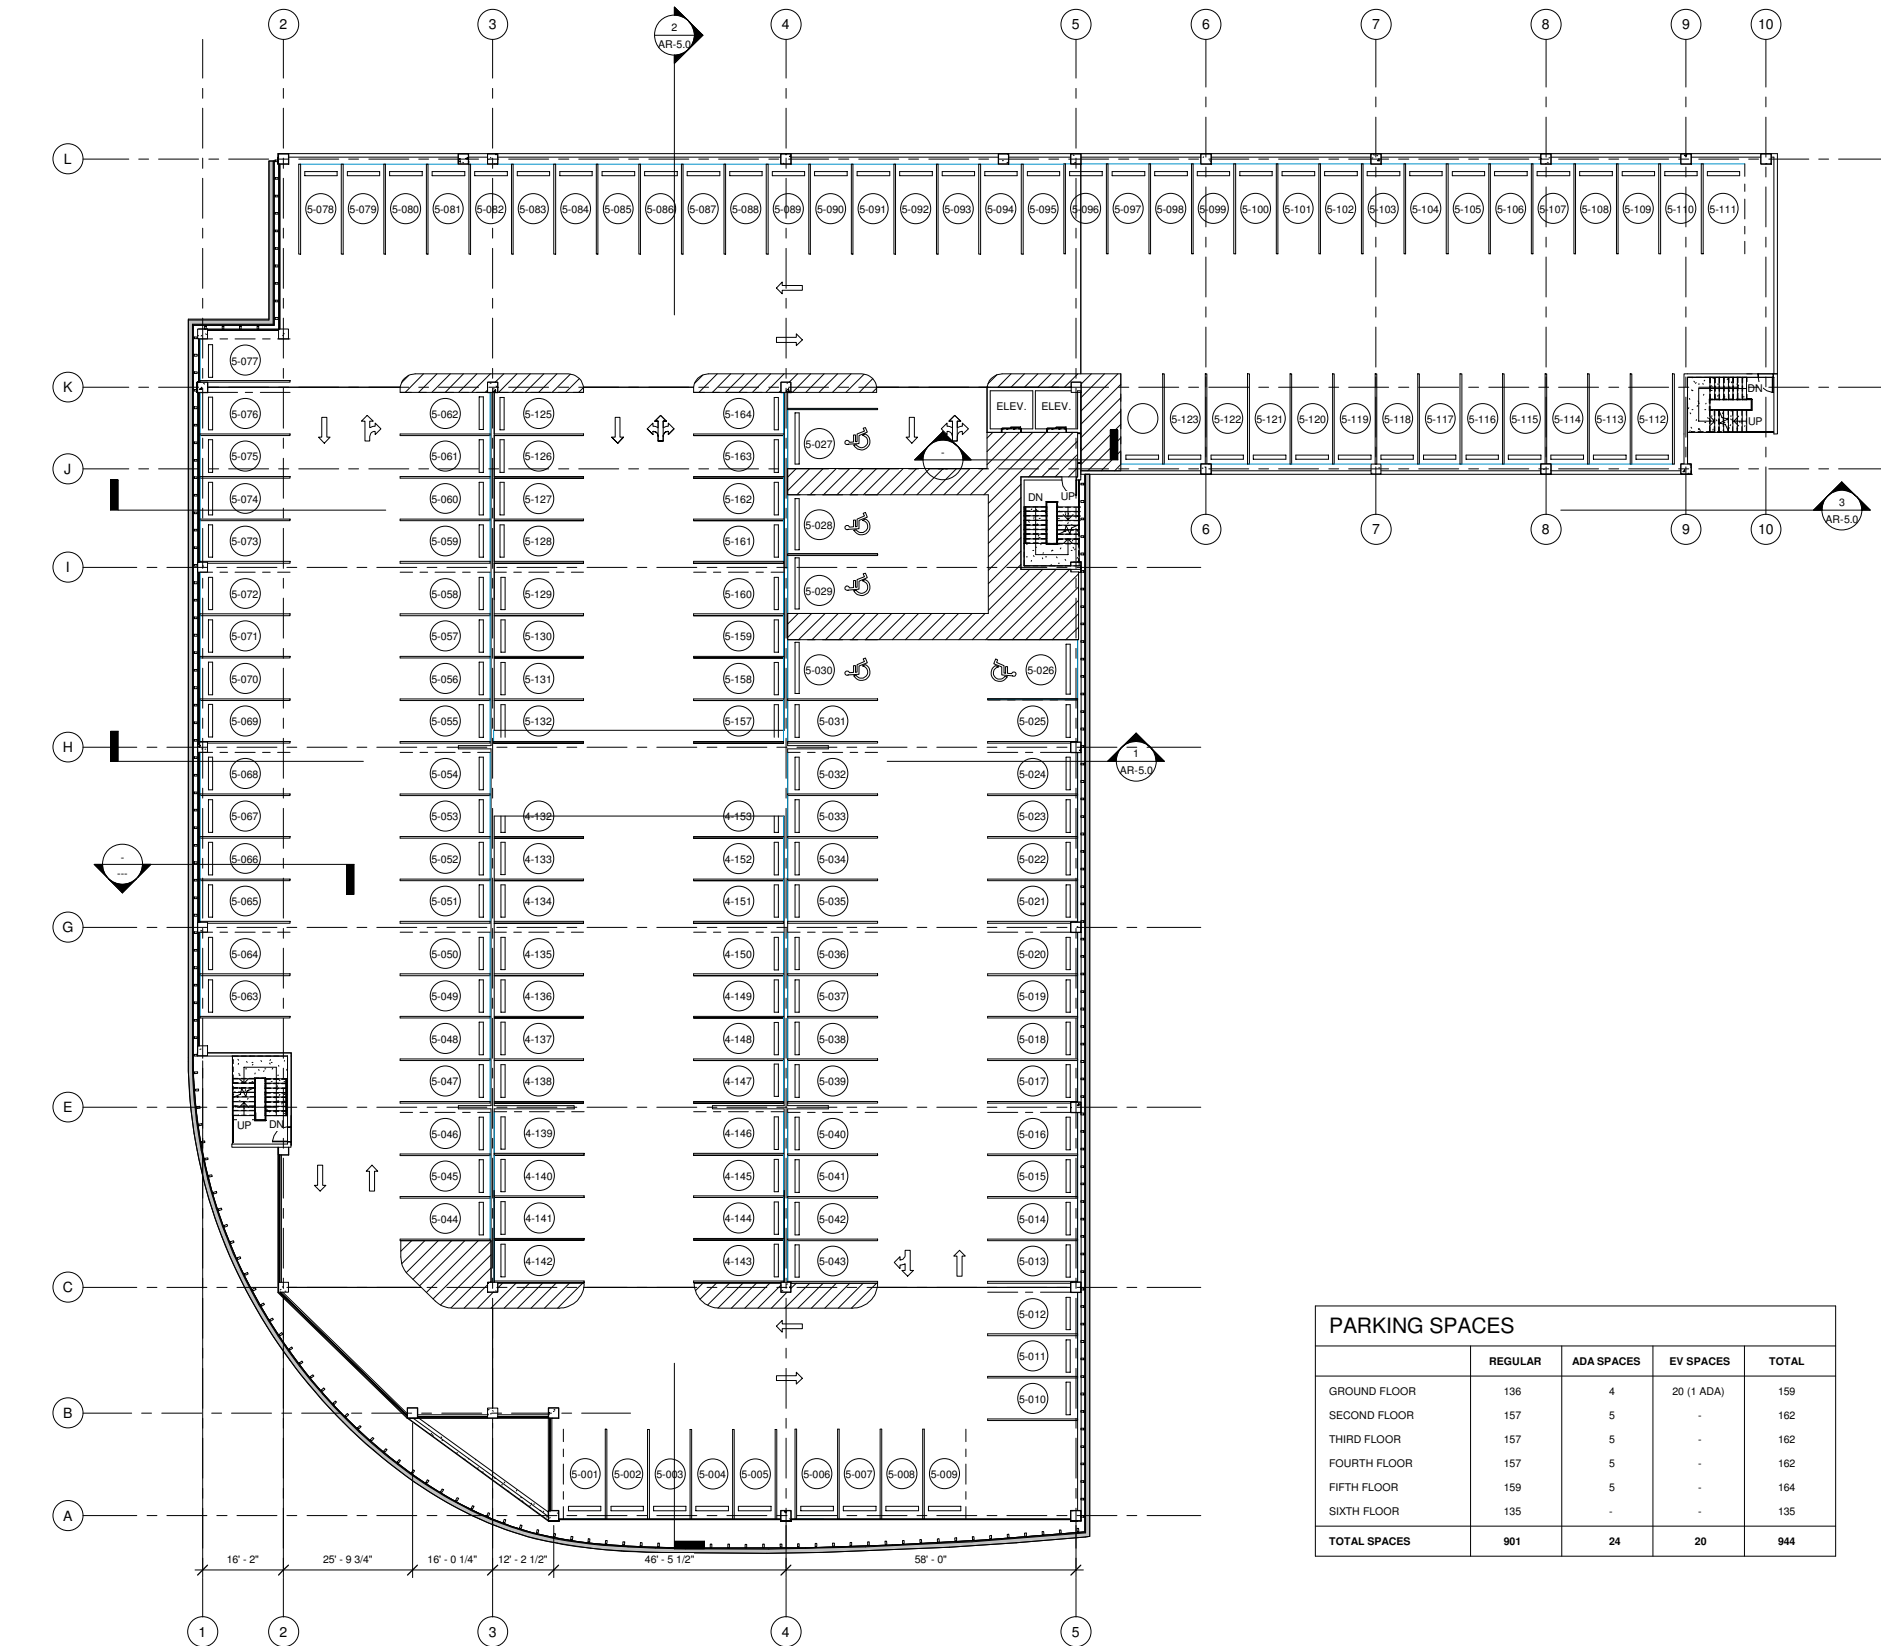 2 3 4 5 6 7 8 9 10
2
AR-5.0
L
5-078 5-079 5-080 5-081 5-082 5-083 5-084 5-085 5-086 5-087 5-088 5-089 5-090 5-091 5-092 5-093 5-094 5-095 5-096 5-097 5-098 5-099 5-100 5-101 5-102 5-103 5-104 5-105 5-106 5-107 5-108 5-109 5-110 5-111
5-077
K
DN
ELEV. ELEV.
5-076 5-062 5-125 5-164
5-123 5-122 5-121 5-120 5-119 5-118 5-117 5-116 5-115 5-114 5-113 5-112
UP
5-027
-
5-075 5-061 5-126 5-163
J
5-074 5-060 5-127 5-162
DN UP
3
AR-5.0
5-028
6 7 8 9 10
5-073 5-059 5-128 5-161
I
5-072 5-058 5-129 5-160 5-029
5-071 5-057 5-130 5-159
5-030 5-026
5-070 5-056 5-131 5-158
5-069 5-055 5-132 5-157 5-031 5-025
H
1
AR-5.0
5-068 5-054 5-032 5-024
5-067 5-053 4-132 4-153 5-033 5-023
5-066 5-052 4-133 4-152 5-034 5-022
-
---
5-065 5-051 4-134 4-151 5-035 5-021
G
5-064 5-050 4-135 4-150 5-036 5-020
5-063 5-049 4-136 4-149 5-037 5-019
5-048 4-137 4-148 5-038 5-018
5-047 4-138 4-147 5-039 5-017
E
UP DN
5-046 4-139 4-146 5-040 5-016
5-045 4-140 4-145 5-041 5-015
5-044 4-141 4-144 5-042 5-014
4-142 4-143 5-043 5-013
C
5-012
5-011
5-010
B
5-001 5-002 5-003 5-004 5-005 5-006 5-007 5-008 5-009
A
16' - 2" 25' - 9 3/4" 16' - 0 1/4" 12' - 2 1/2" 46' - 5 1/2" 58' - 0"
1 2 3 4 5
PARKING SPACES
REGULAR ADA SPACES EV SPACES TOTAL
GROUND FLOOR 136 4 20 (1 ADA) 159
SECOND FLOOR 157 5 - 162
THIRD FLOOR 157 5 - 162
FOURTH FLOOR 157 5 - 162
FIFTH FLOOR 159 5 - 164
SIXTH FLOOR 135 - - 135
TOTAL SPACES 901 24 20 944